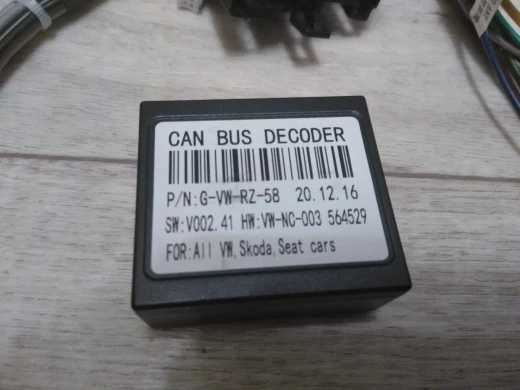 CAN BUS DECODER
P/N:G-VW-RZ-58 20.12.16
SW:V002.41 HW:VW-NC-003 564529
FOR:All VW,Skoda,Seat cars